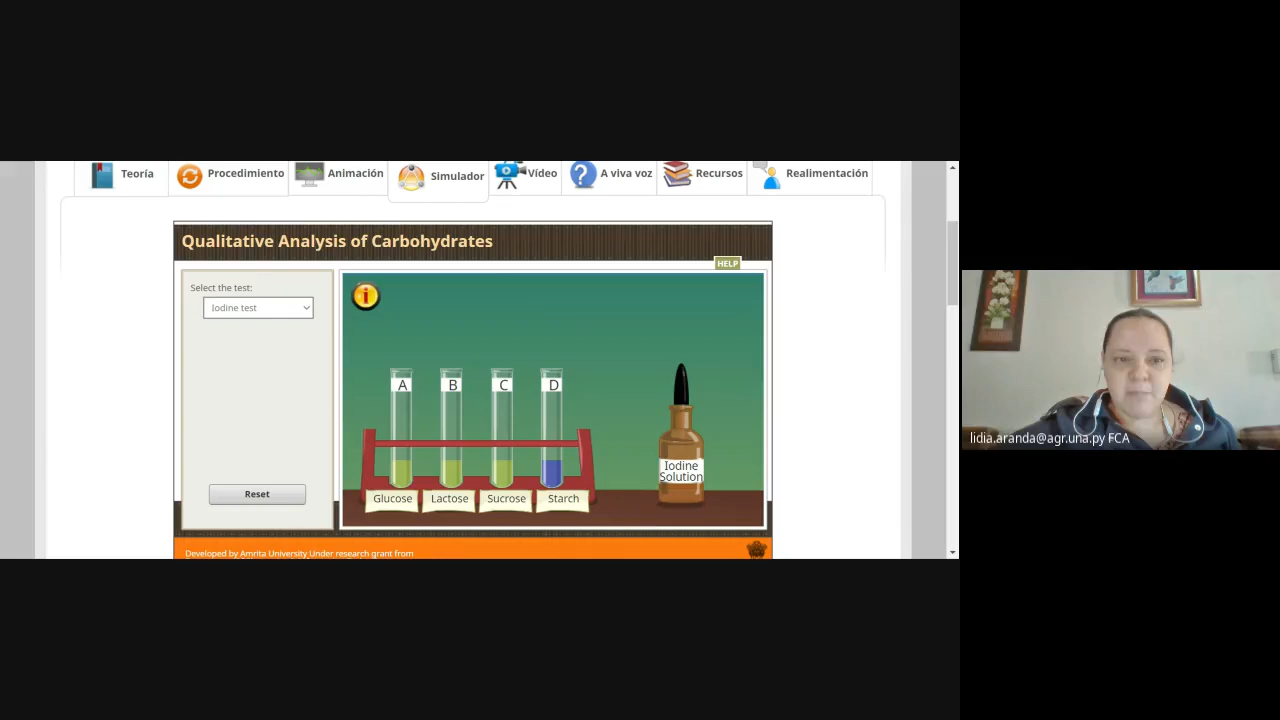 Teoría
Procedimiento
Animación
Simulador
Vídeo
A viva voz
Recursos
Realimentación
Qualitative Analysis of Carbohydrates
HELP
Select the test:
Iodine test
i
A
B
C
D
Iodine
Solution
Glucose
Lactose
Sucrose
Starch
Reset
Developed by Amrita University Under research grant from
lidia.aranda@agr.una.py FCA